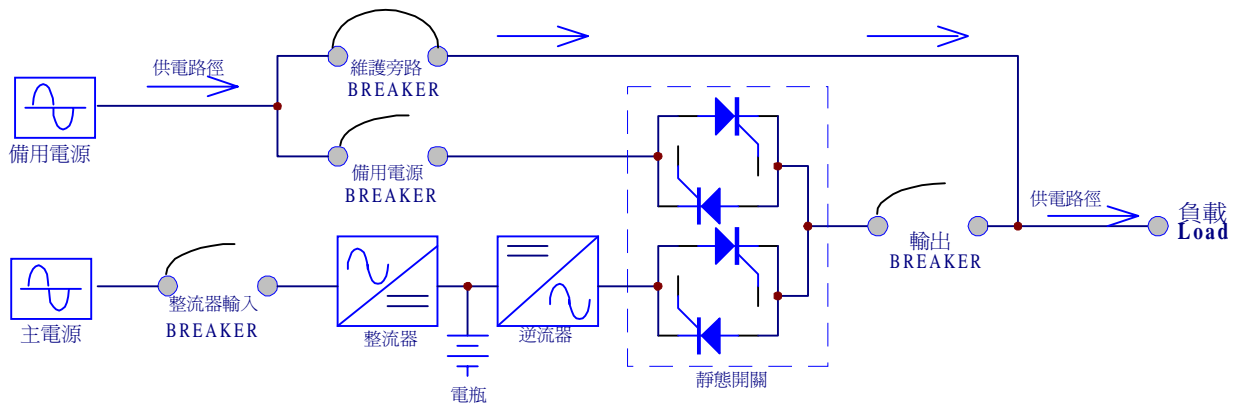 供電路徑
維護旁路
BREAKER
備用電源
備用電源
BREAKER
供電路徑
負載
Load
輸出
BREAKER
整流器輸入
BREAKER
主電源
整流器
逆流器
電瓶
靜態開關